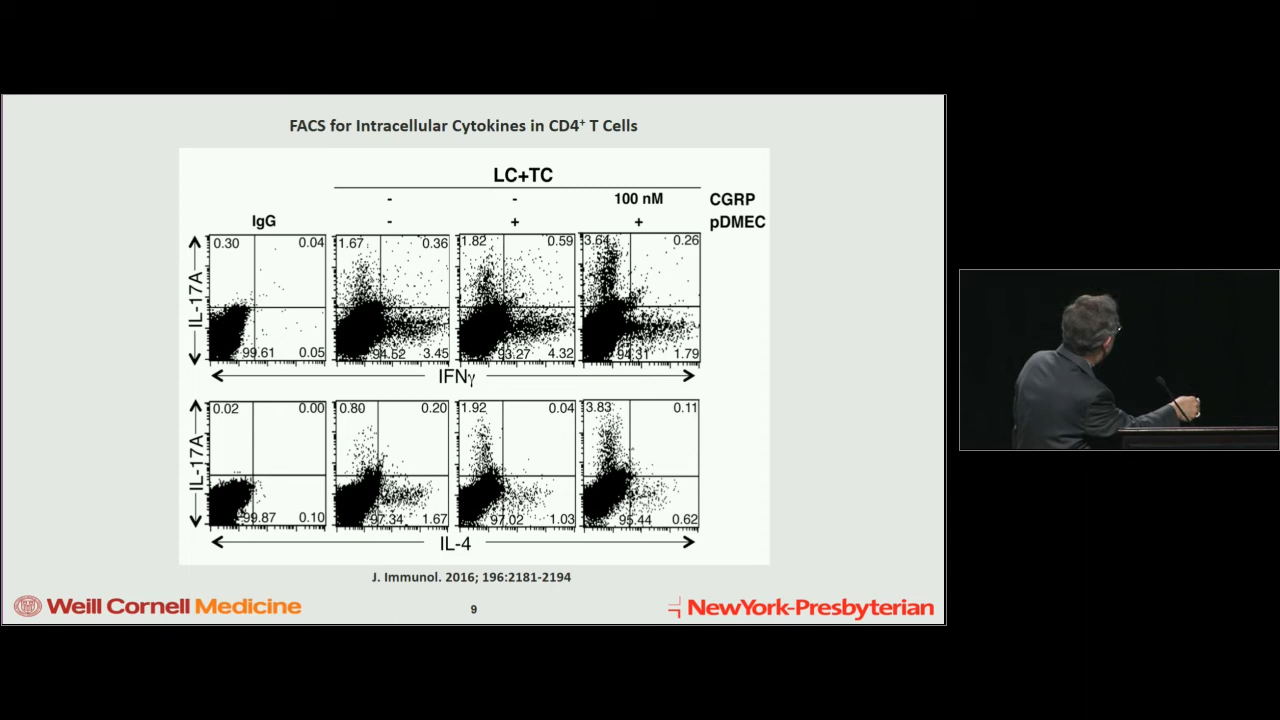 FACS for Intracellular Cytokines in CD4+ T Cells
LC+TC
- - 100 nM CGRP
IgG - + + pDMEC
0.30 0.04 1.67 0.36 1.82 0.59 3.64 0.26
IL-17A
99.61 0.05 94.52 3.45 93.27 4.32 94.31 1.79
IFNγ
0.02 0.00 0.80 0.20 1.92 0.04 3.83 0.11
IL-17A
99.87 0.10 97.34 1.67 97.02 1.03 95.44 0.62
IL-4
J. Immunol. 2016; 196:2181-2194
Weill Cornell Medicine 9 NewYork-Presbyterian